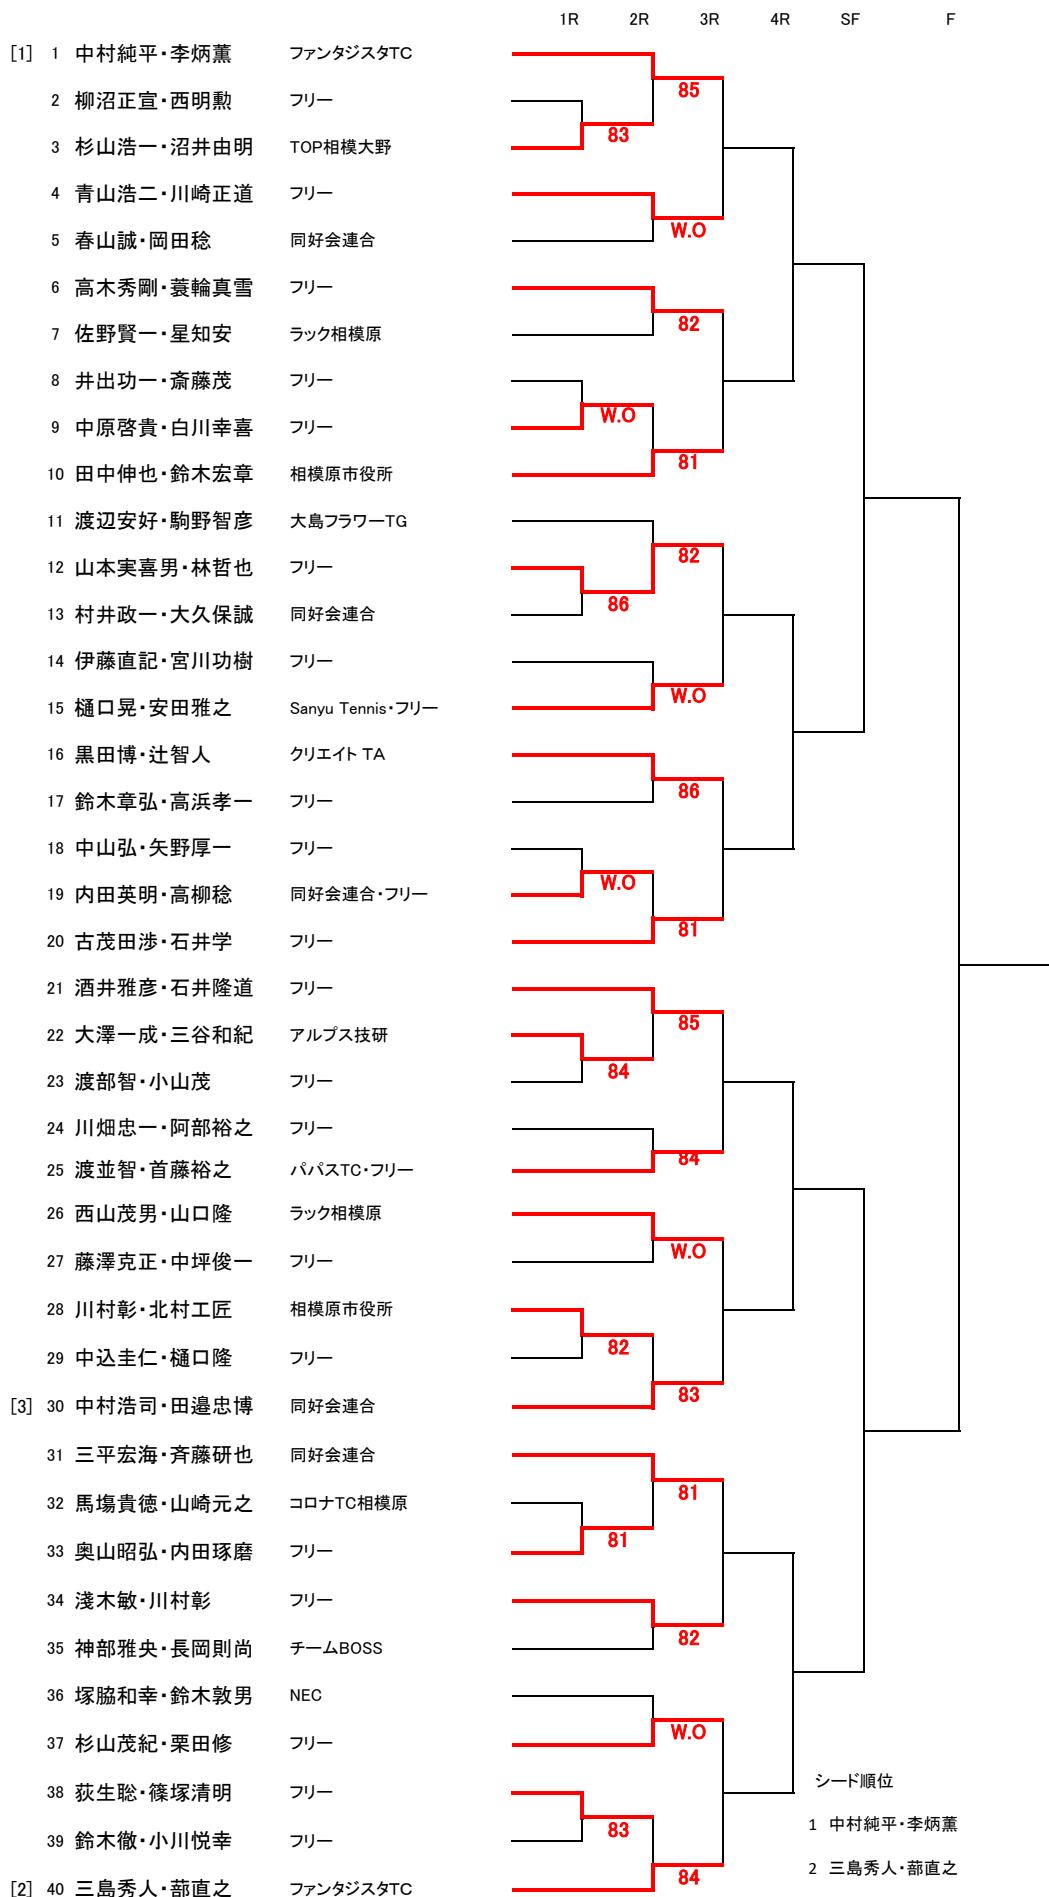 1R 2R 3R 4R SF F
[1] 1 中村純平・李炳薫 ファンタジスタTC
85
2 柳沼正宣・西明勲 フリー
83
3 杉山浩一・沼井由明 TOP相模大野
4 青山浩二・川崎正道 フリー
W.O
5 春山誠・岡田稔 同好会連合
6 高木秀剛・蓑輪真雪 フリー
82
7 佐野賢一・星知安 ラック相模原
8 井出功一・斎藤茂 フリー
W.O
9 中原啓貴・白川幸喜 フリー
81
10 田中伸也・鈴木宏章 相模原市役所
11 渡辺安好・駒野智彦 大島フラワーTG
82
12 山本実喜男・林哲也 フリー
86
13 村井政一・大久保誠 同好会連合
14 伊藤直記・宮川功樹 フリー
W.O
15 樋口晃・安田雅之 Sanyu Tennis・フリー
16 黒田博・辻智人 クリエイト TA
86
17 鈴木章弘・高浜孝一 フリー
18 中山弘・矢野厚一 フリー
W.O
19 内田英明・高柳稔 同好会連合・フリー
81
20 古茂田渉・石井学 フリー
21 酒井雅彦・石井隆道 フリー
85
22 大澤一成・三谷和紀 アルプス技研
84
23 渡部智・小山茂 フリー
24 川畑忠一・阿部裕之 フリー
84
25 渡並智・首藤裕之 パパスTC・フリー
26 西山茂男・山口隆 ラック相模原
W.O
27 藤澤克正・中坪俊一 フリー
28 川村彰・北村工匠 相模原市役所
82
29 中込圭仁・樋口隆 フリー
83
[3] 30 中村浩司・田邉忠博 同好会連合
31 三平宏海・斉藤研也 同好会連合
81
32 馬塲貴徳・山崎元之 コロナTC相模原
81
33 奥山昭弘・内田琢磨 フリー
34 淺木敏・川村彰 フリー
82
35 神部雅央・長岡則尚 チームBOSS
36 塚脇和幸・鈴木敦男 NEC
W.O
37 杉山茂紀・栗田修 フリー
シード順位
38 荻生聡・篠塚清明 フリー
83
1 中村純平・李炳薫
39 鈴木徹・小川悦幸 フリー
84
2 三島秀人・蔀直之
[2] 40 三島秀人・蔀直之 ファンタジスタTC